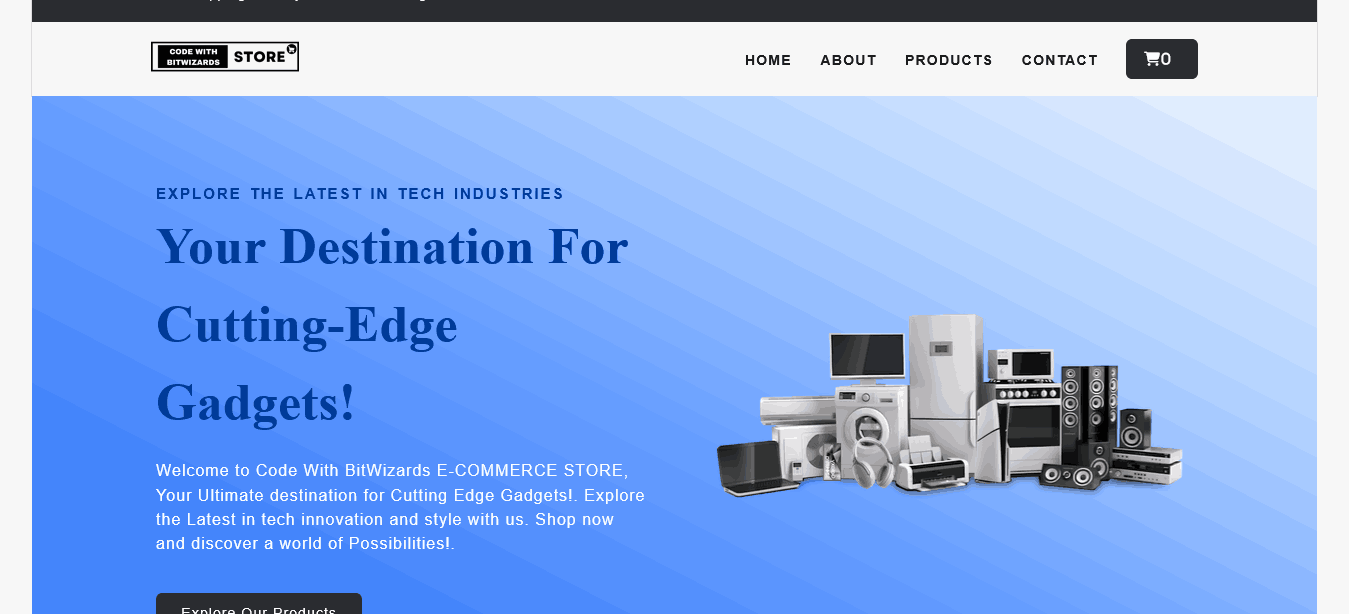 CODE WITH
BITWIZARDS
STORE
HOME ABOUT PRODUCTS CONTACT 0
EXPLORE THE LATEST IN TECH INDUSTRIES
Your Destination For
Cutting-Edge
Gadgets!
Welcome to Code With BitWizards E-COMMERCE STORE,
Your Ultimate destination for Cutting Edge Gadgets!. Explore
the Latest in tech innovation and style with us. Shop now
and discover a world of Possibilities!.
Explore Our Products